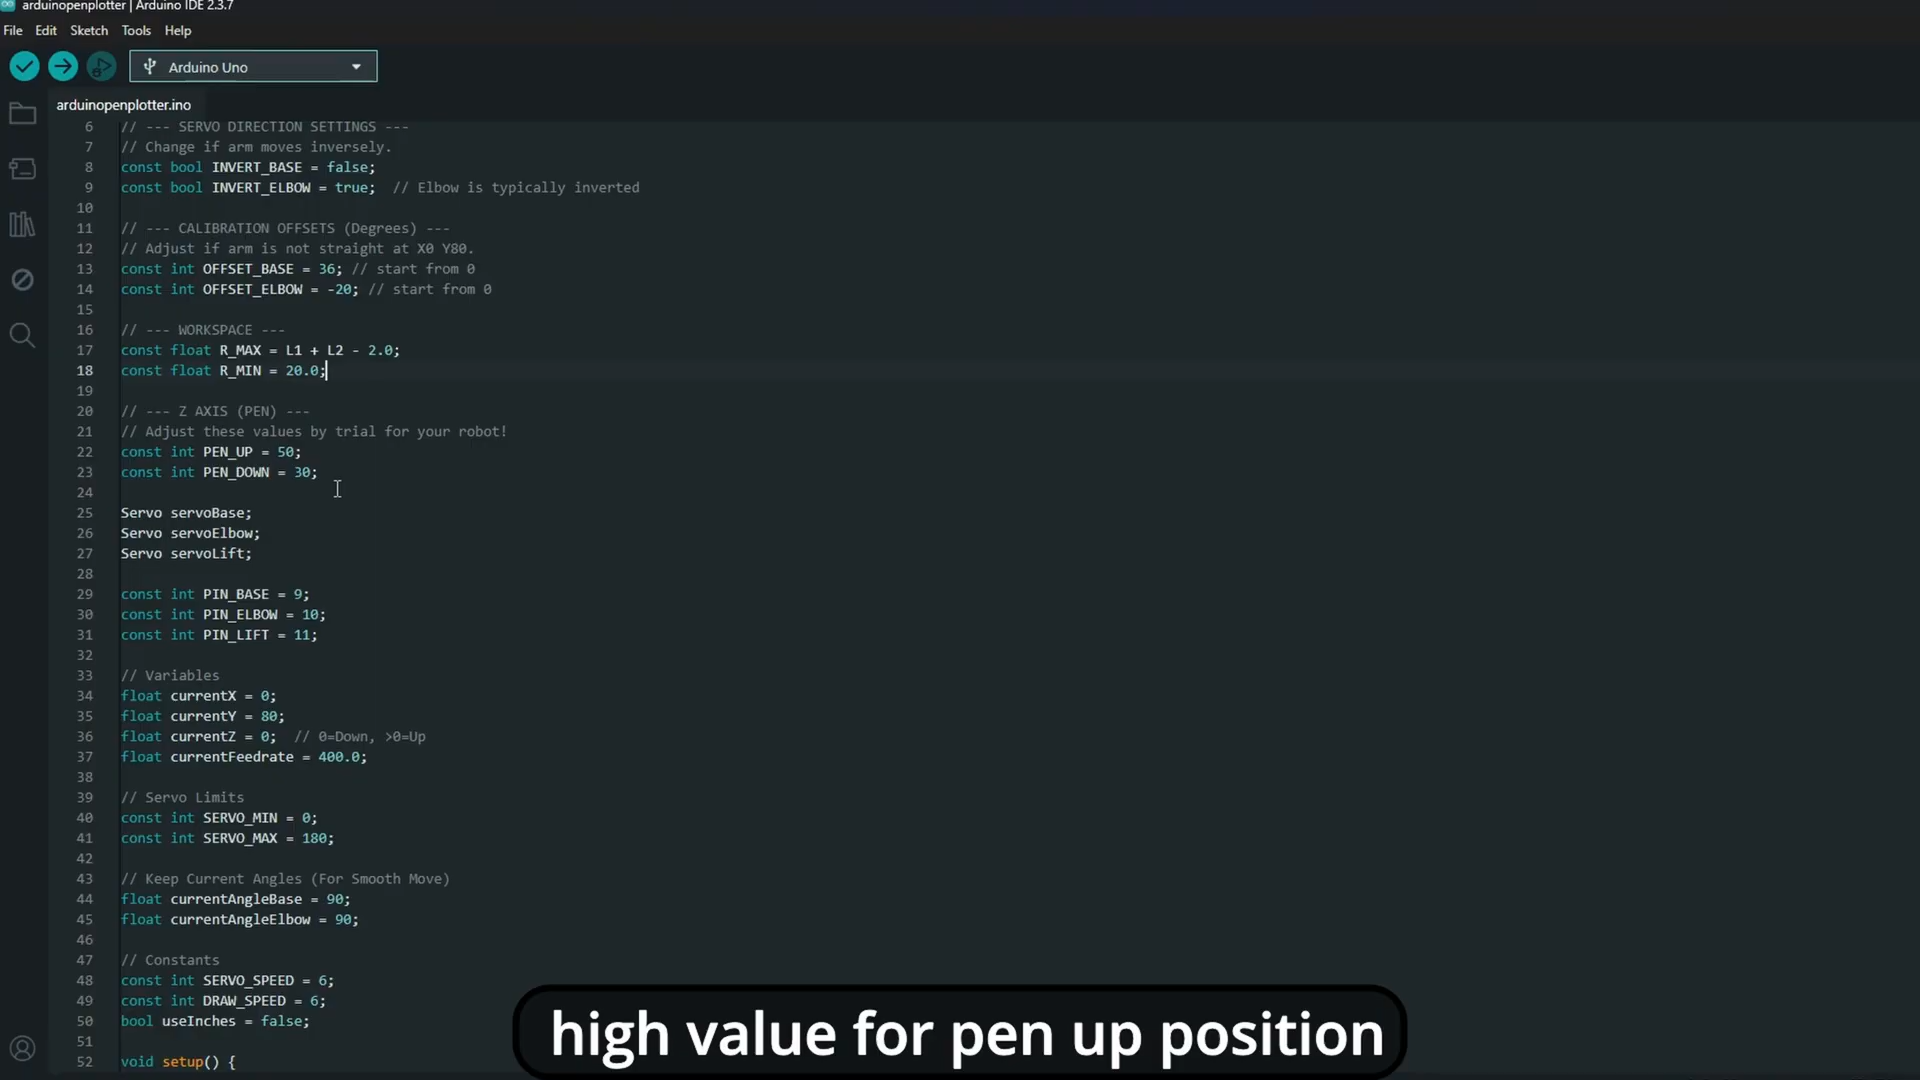 arduinopenplotter | Arduino IDE 2.3.7
File Edit Sketch Tools Help
Arduino Uno
arduinopenplotter.ino
6 // --- SERVO DIRECTION SETTINGS ---
7 // Change if arm moves inversely.
8 const bool INVERT_BASE = false;
9 const bool INVERT_ELBOW = true;  // Elbow is typically inverted
10
11 // --- CALIBRATION OFFSETS (Degrees) ---
12 // Adjust if arm is not straight at X0 Y80.
13 const int OFFSET_BASE = 36; // start from 0
14 const int OFFSET_ELBOW = -20; // start from 0
15
16 // --- WORKSPACE ---
17 const float R_MAX = L1 + L2 - 2.0;
18 const float R_MIN = 20.0;
19
20 // --- Z AXIS (PEN) ---
21 // Adjust these values by trial for your robot!
22 const int PEN_UP = 50;
23 const int PEN_DOWN = 30;
24
25 Servo servoBase;
26 Servo servoElbow;
27 Servo servoLift;
28
29 const int PIN_BASE = 9;
30 const int PIN_ELBOW = 10;
31 const int PIN_LIFT = 11;
32
33 // Variables
34 float currentX = 0;
35 float currentY = 80;
36 float currentZ = 0;  // 0=Down, >0=Up
37 float currentFeedrate = 400.0;
38
39 // Servo Limits
40 const int SERVO_MIN = 0;
41 const int SERVO_MAX = 180;
42
43 // Keep Current Angles (For Smooth Move)
44 float currentAngleBase = 90;
45 float currentAngleElbow = 90;
46
47 // Constants
48 const int SERVO_SPEED = 6;
49 const int DRAW_SPEED = 6;
50 bool useInches = false;
51
52 void setup() {
high value for pen up position